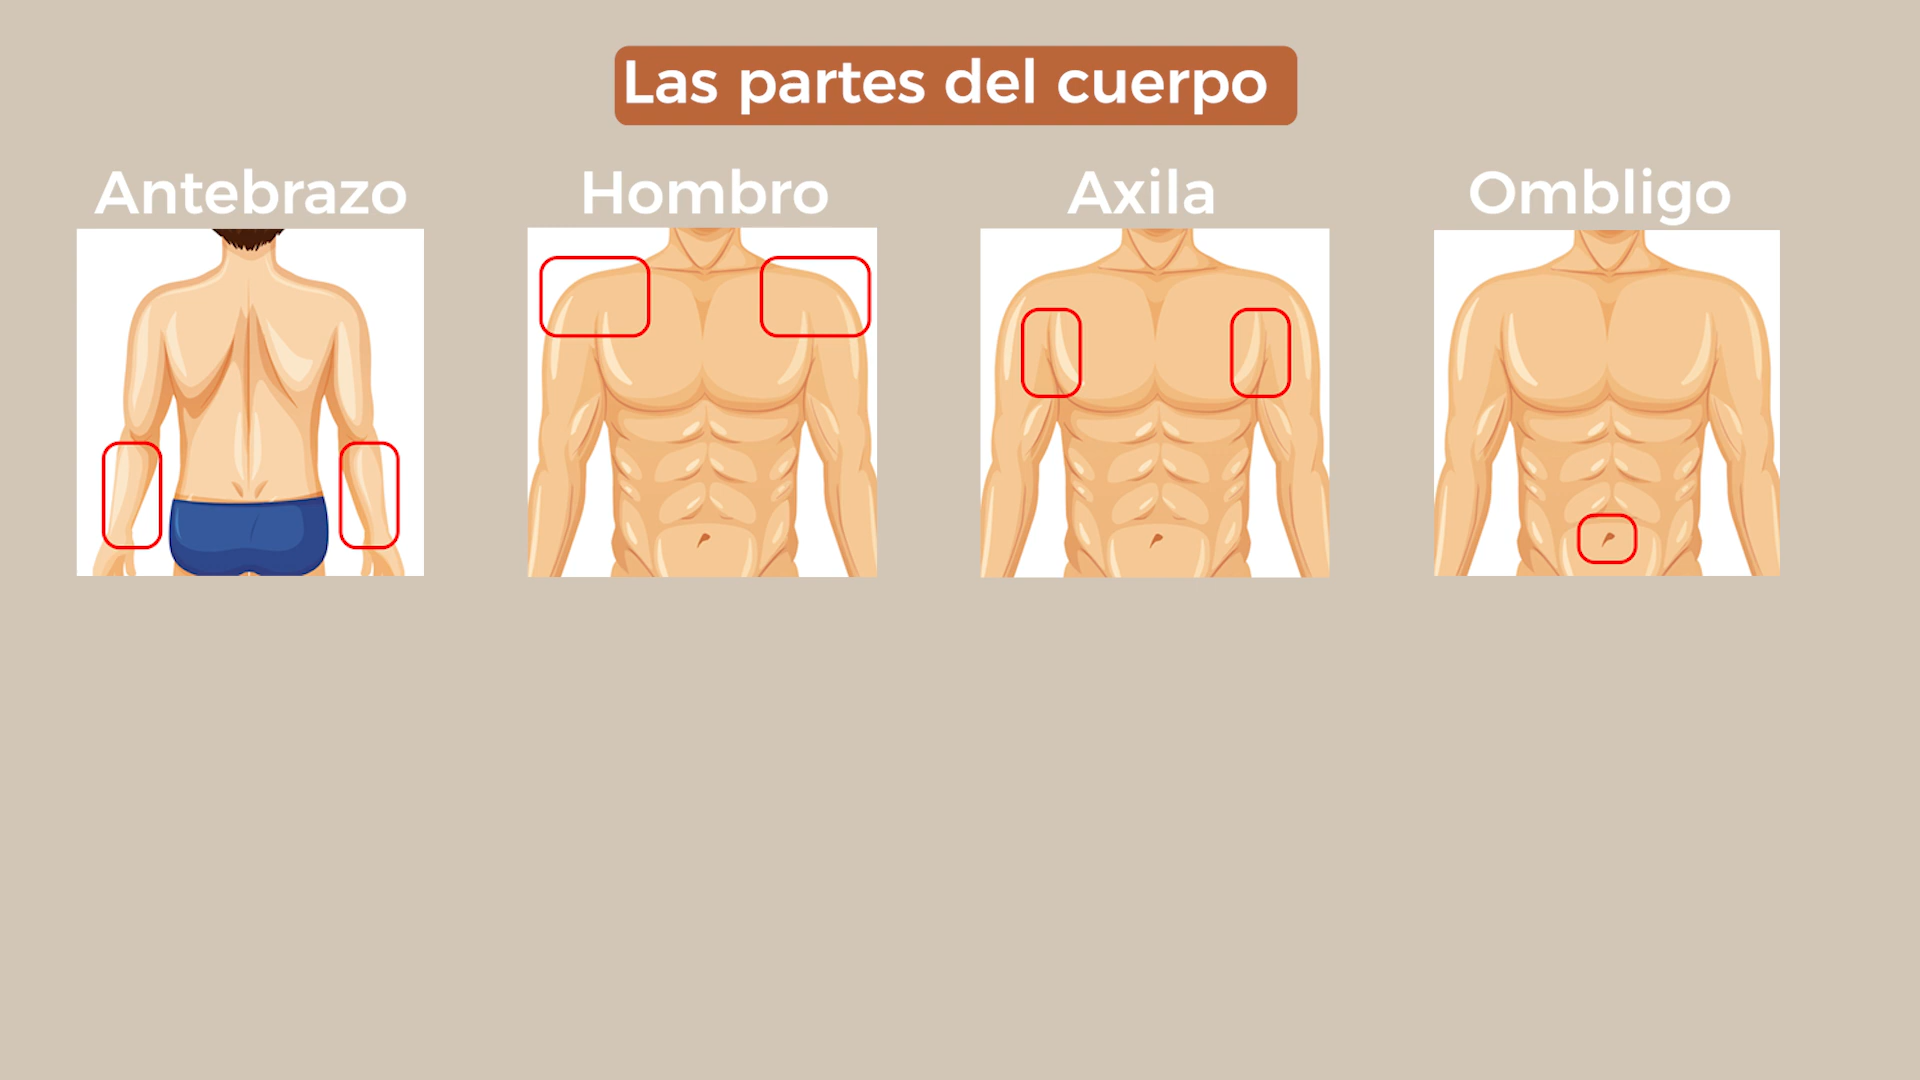 Las partes del cuerpo
Antebrazo
Hombro
Axila
Ombligo